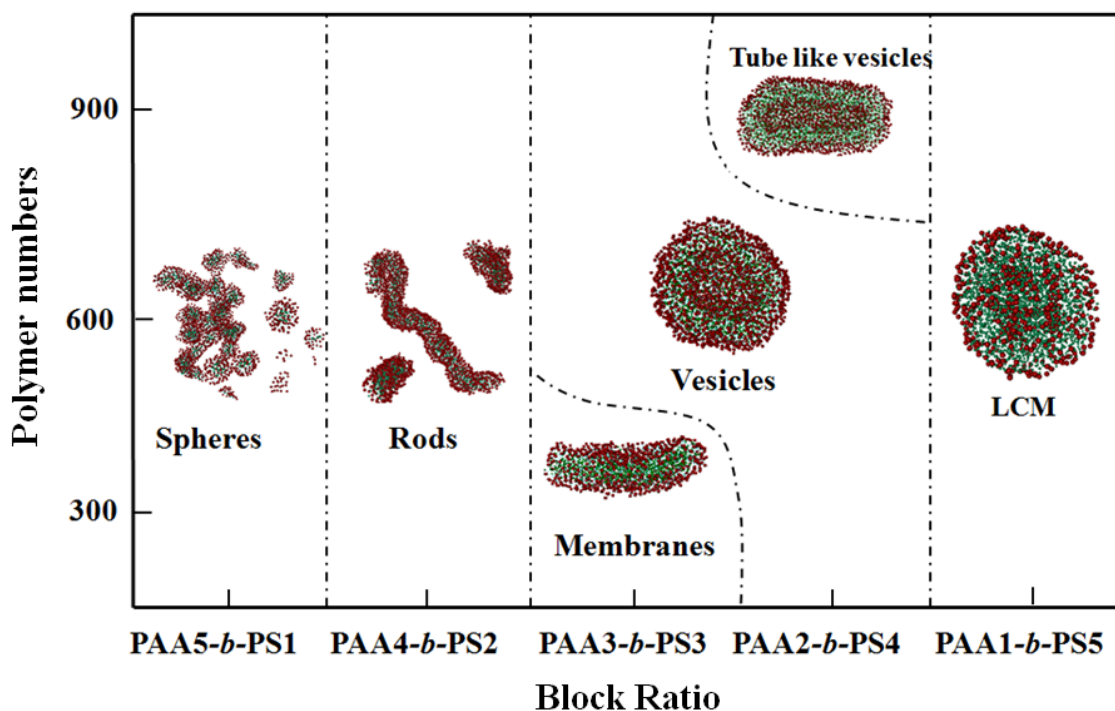 Tube like vesicles
900
600
300
Polymer numbers
Spheres
Rods
Vesicles
LCM
Membranes
PAA5-b-PS1
PAA4-b-PS2
PAA3-b-PS3
PAA2-b-PS4
PAA1-b-PS5
Block Ratio